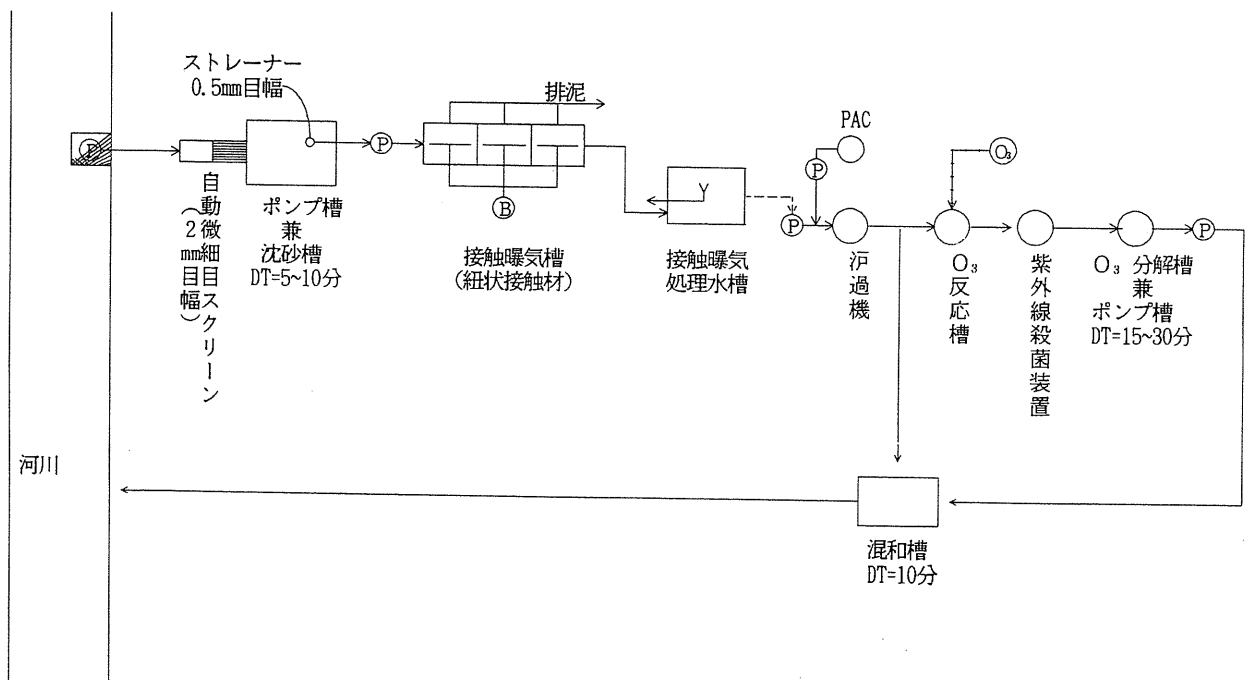 ストレーナー
0.5mm目幅
P
自動微細目スクリーン
（2mm目幅）
ポンプ槽
兼
沈砂槽
DT=5~10分
P
排泥
B
接触曝気槽
(紐状接触材)
接触曝気
処理水槽
P
PAC
P
沪過機
O₃
O₃
反応槽
紫外線殺菌装置
O₃ 分解槽
兼
ポンプ槽
DT=15~30分
P
河川
混和槽
DT=10分